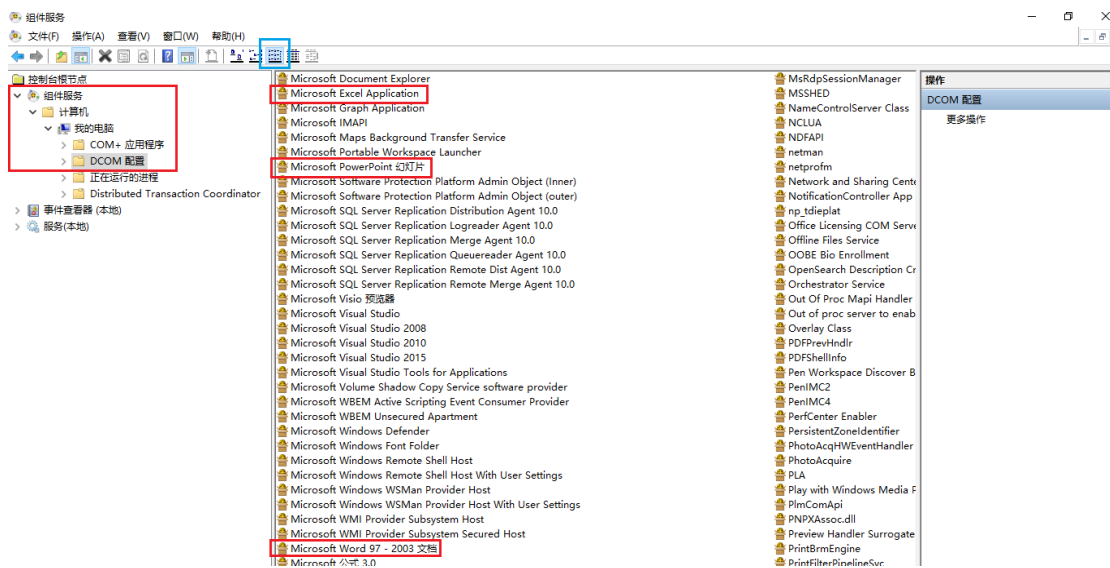 组件服务
文件(F) 操作(A) 查看(V) 窗口(W) 帮助(H)
控制台根节点
组件服务
计算机
我的电脑
COM+ 应用程序
DCOM 配置
正在运行的进程
Distributed Transaction Coordinator
事件查看器 (本地)
服务(本地)
Microsoft Document Explorer
Microsoft Excel Application
Microsoft Graph Application
Microsoft IMAPI
Microsoft Maps Background Transfer Service
Microsoft Portable Workspace Launcher
Microsoft PowerPoint 幻灯片
Microsoft Software Protection Platform Admin Object (Inner)
Microsoft Software Protection Platform Admin Object (outer)
Microsoft SQL Server Replication Distribution Agent 10.0
Microsoft SQL Server Replication Logreader Agent 10.0
Microsoft SQL Server Replication Merge Agent 10.0
Microsoft SQL Server Replication Queuereader Agent 10.0
Microsoft SQL Server Replication Remote Dist Agent 10.0
Microsoft SQL Server Replication Remote Merge Agent 10.0
Microsoft Visio 预览器
Microsoft Visual Studio
Microsoft Visual Studio 2008
Microsoft Visual Studio 2010
Microsoft Visual Studio 2015
Microsoft Visual Studio Tools for Applications
Microsoft Volume Shadow Copy Service software provider
Microsoft WBEM Active Scripting Event Consumer Provider
Microsoft WBEM Unsecured Apartment
Microsoft Windows Defender
Microsoft Windows Font Folder
Microsoft Windows Remote Shell Host
Microsoft Windows Remote Shell Host With User Settings
Microsoft Windows WSMan Provider Host
Microsoft Windows WSMan Provider Host With User Settings
Microsoft WMI Provider Subsystem Host
Microsoft WMI Provider Subsystem Secured Host
Microsoft Word 97 - 2003 文档
Microsoft 公式 3.0
MsRdpSessionManager
MSSHED
NameControlServer Class
NCLUA
NDFAPI
netman
netprofm
Network and Sharing Cente
NotificationController App
np_tdieplat
Office Licensing COM Serve
Offline Files Service
OOBE Bio Enrollment
OpenSearch Description Cr
Orchestrator Service
Out Of Proc Mapi Handler
Out of proc server to enab
Overlay Class
PDFPrevHndlr
PDFShellInfo
Pen Workspace Discover B
PenIMC2
PenIMC4
PerfCenter Enabler
PersistentZoneIdentifier
PhotoAcqHWEventHandler
PhotoAcquire
PLA
Play with Windows Media P
PlmComApi
PNPXAssoc.dll
Preview Handler Surrogate
PrintBrmEngine
PrintFilterPipelineSvc
操作
DCOM 配置
更多操作